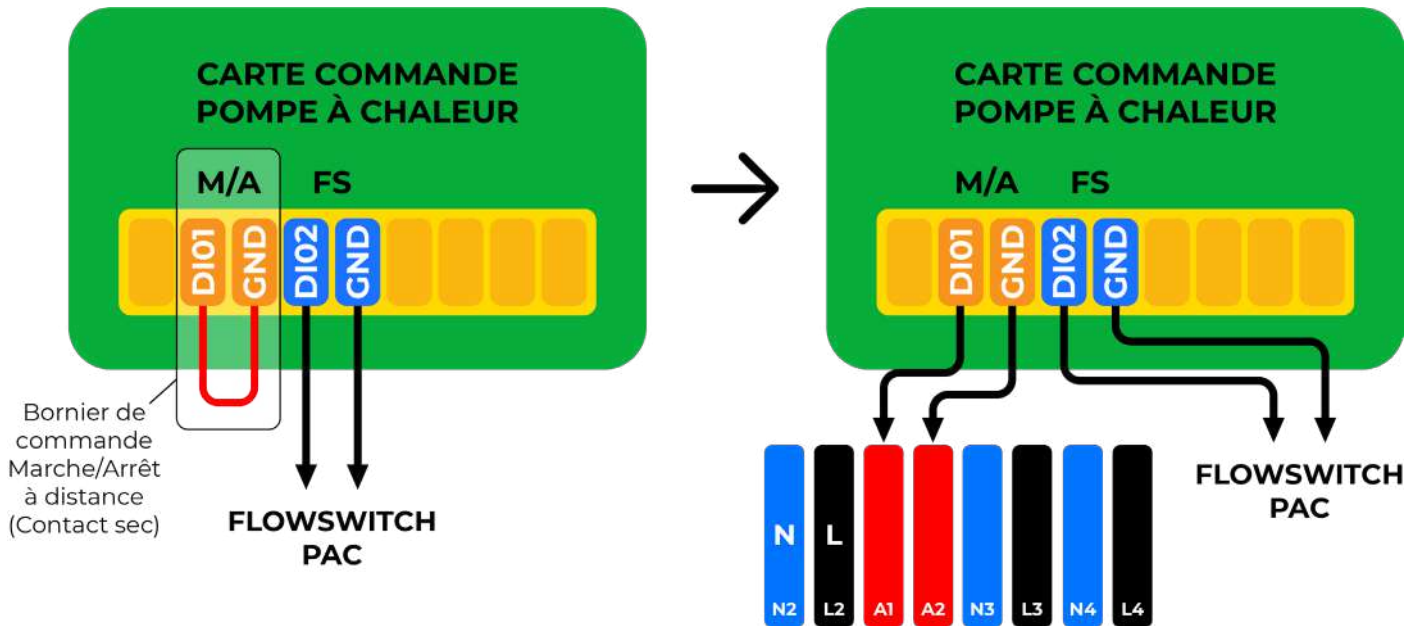 CARTE COMMANDE
POMPE À CHALEUR
M/A
FS
DI01
GND
DI02
GND
Bornier de
commande
Marche/Arrêt
à distance
(Contact sec)
FLOWSWITCH
PAC
CARTE COMMANDE
POMPE À CHALEUR
M/A
FS
DI01
GND
DI02
GND
FLOWSWITCH
PAC
N
L
N2
L2
A1
A2
N3
L3
N4
L4